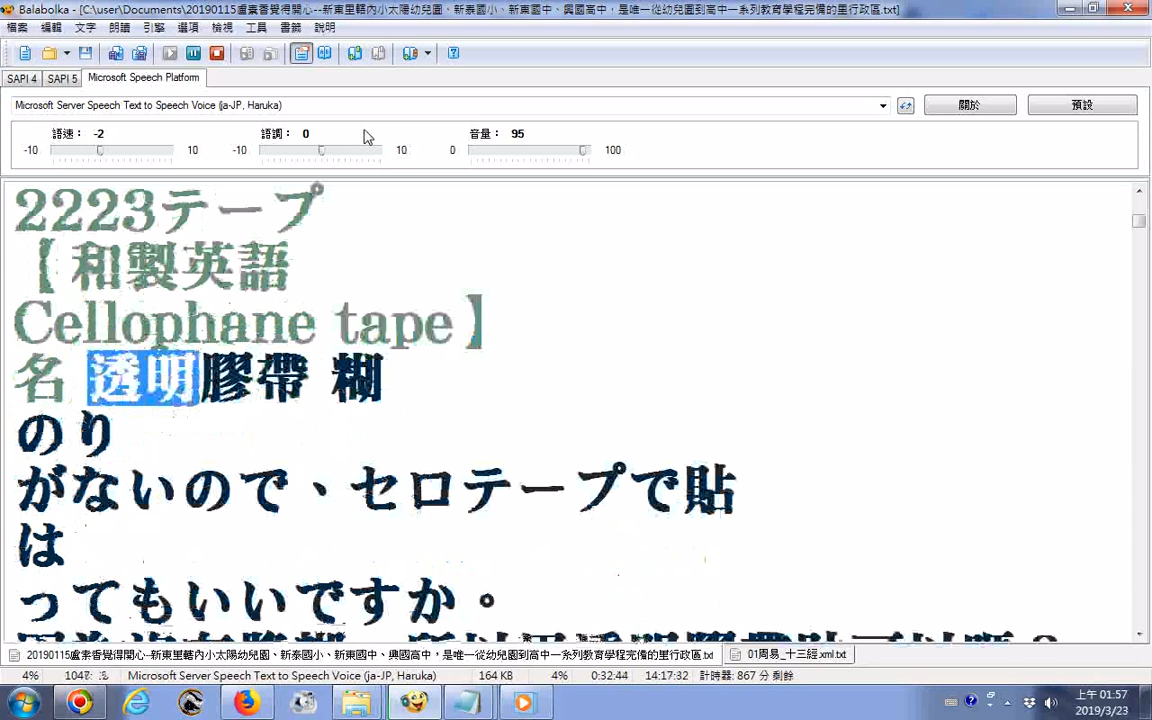 Balabolka - [C:\user\Documents\20190115盧素香覺得開心--新東里轄內小太陽幼兒園、新泰國小、新東國中、興國高中，是唯一從幼兒園到高中一系列教育學程完備的里行政區.txt]
檔案 編輯 文字 朗讀 引擎 選項 檢視 工具 書籤 說明
SAPI 4 SAPI 5 Microsoft Speech Platform
Microsoft Server Speech Text to Speech Voice (ja-JP, Haruka) 關於 預設
語速： -2 語調： 0 音量： 95
-10 10 -10 10 0 100
2223テープ
【和製英語
Cellophane tape】
名 透明膠帶 糊
のり
がないので、セロテープで貼
は
ってもいいですか。
20190115盧素香覺得開心--新東里轄內小太陽幼兒園、新泰國小、新東國中、興國高中，是唯一從幼兒園到高中一系列教育學程完備的里行政區.txt 01周易_十三經.xml.txt
4% Microsoft Server Speech Text to Speech Voice (ja-JP, Haruka) 164 KB 4% 0:32:44 14:17:32 計時器: 867 分 剩餘
上午 01:57
2019/3/23